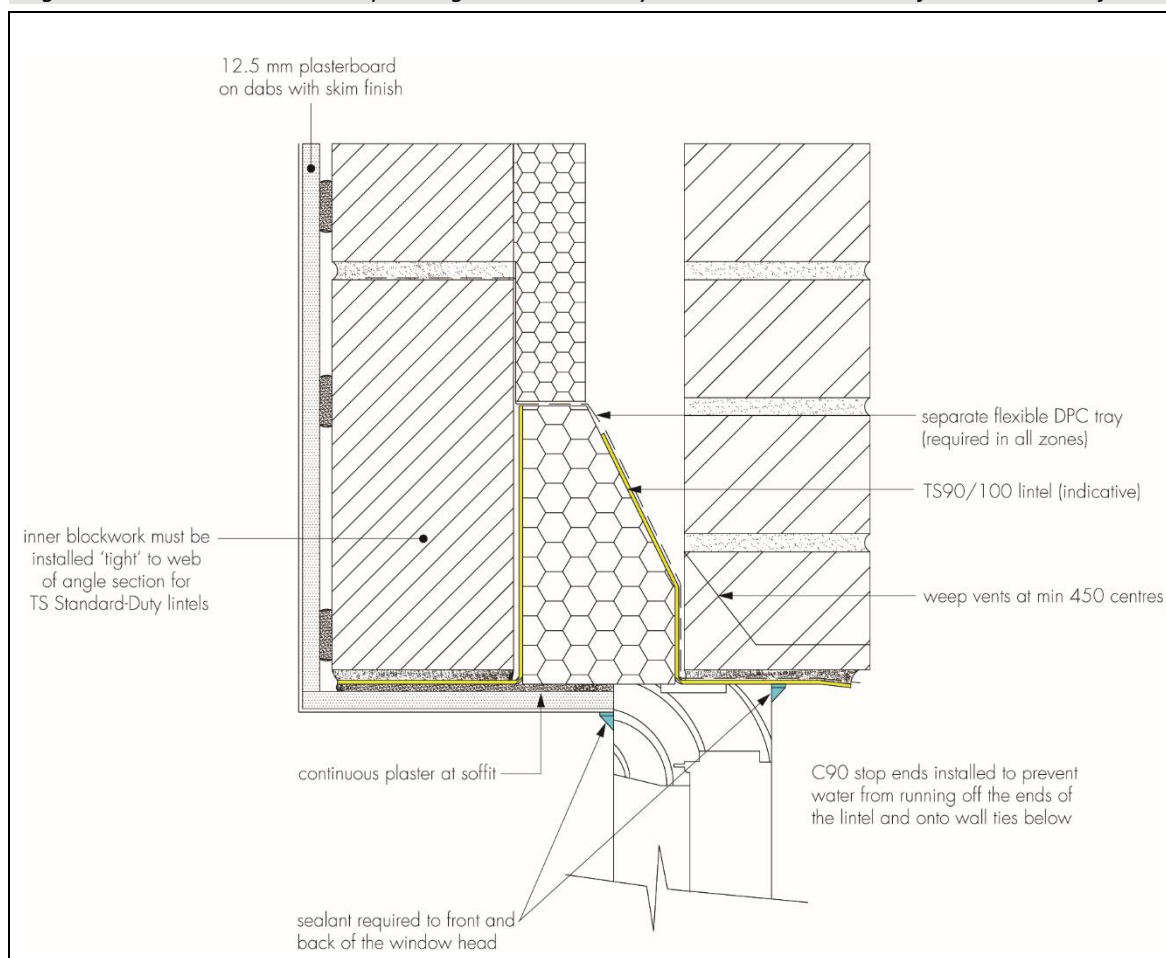 12.5 mm plasterboard
on dabs with skim finish
separate flexible DPC tray
(required in all zones)
TS90/100 lintel (indicative)
inner blockwork must be
installed ‘tight’ to web
of angle section for
TS Standard-Duty lintels
weep vents at min 450 centres
continuous plaster at soffit
C90 stop ends installed to prevent
water from running off the ends of
the lintel and onto wall ties below
sealant required to front and
back of the window head